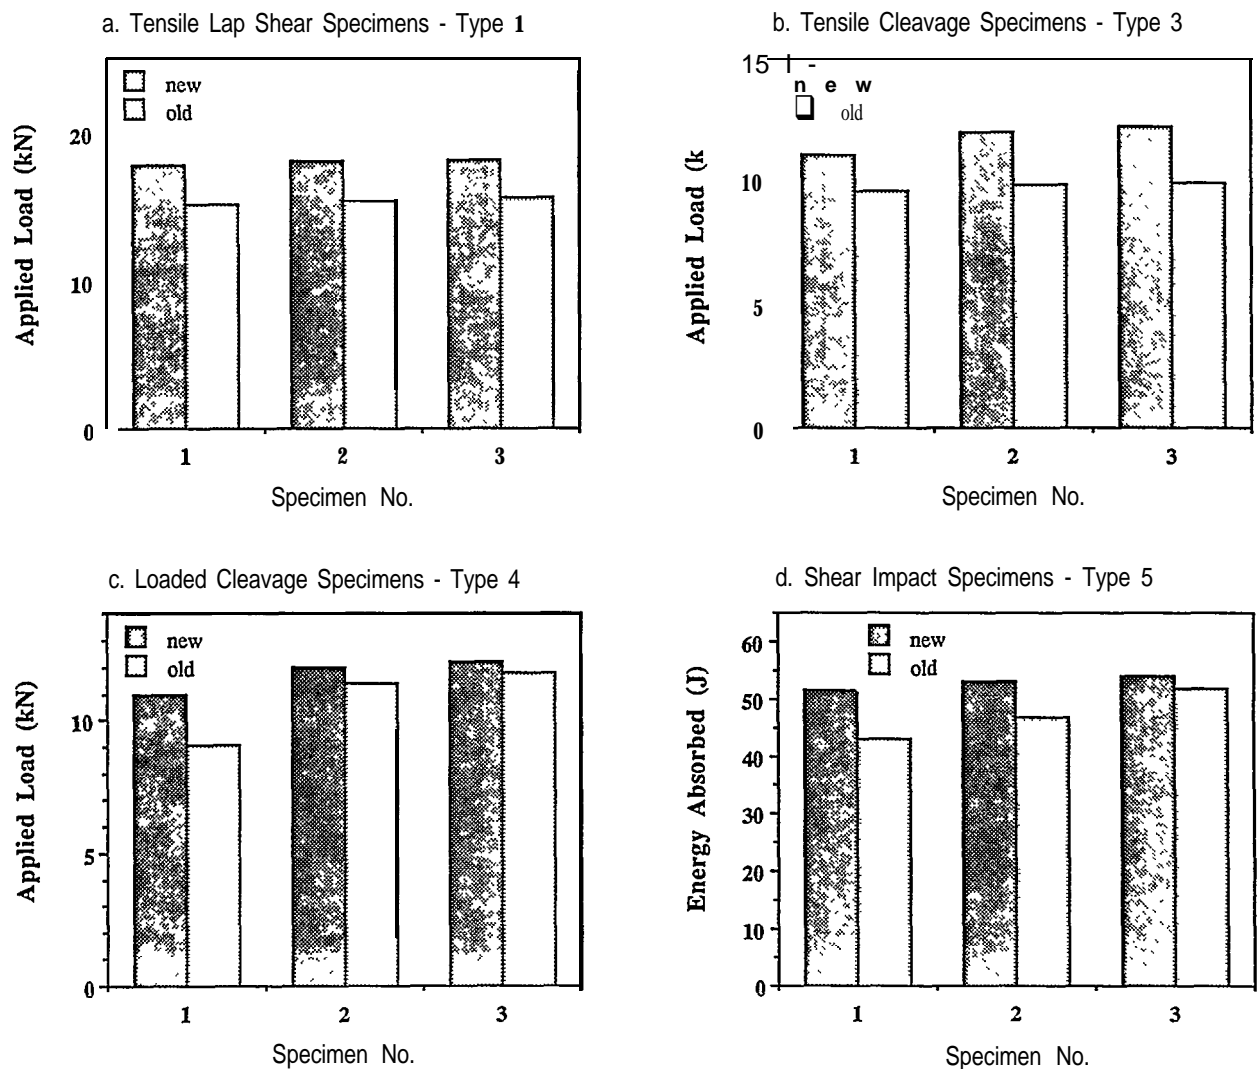 a. Tensile Lap Shear Specimens - Type 1
new
old
Applied Load (kN)
20
10
0
1 2 3
Specimen No.
b. Tensile Cleavage Specimens - Type 3
15
new
old
Applied Load (k
10
5
0
1 2 3
Specimen No.
c. Loaded Cleavage Specimens - Type 4
new
old
Applied Load (kN)
10
5
0
1 2 3
Specimen No.
d. Shear Impact Specimens - Type 5
new
old
Energy Absorbed (J)
60
50
40
30
20
10
0
1 2 3
Specimen No.